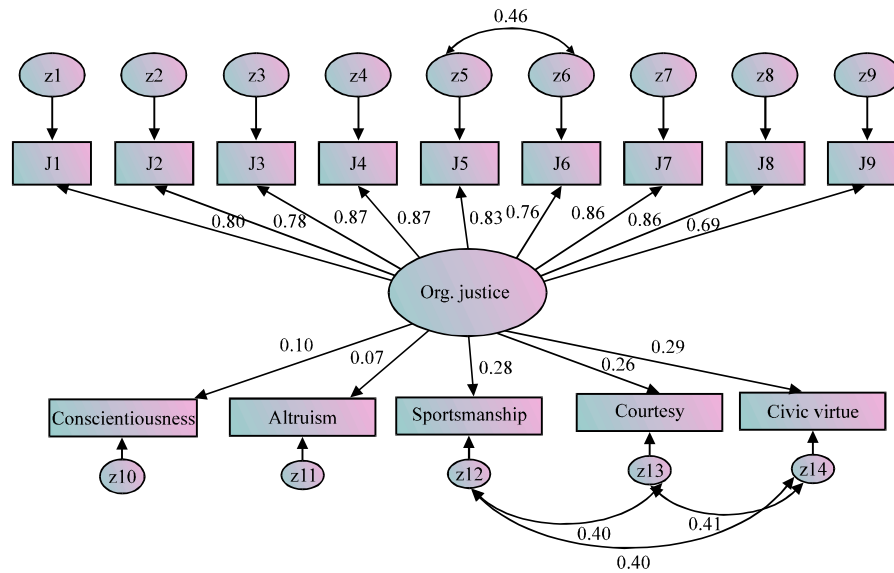 0.46
z1 z2 z3 z4 z5 z6 z7 z8 z9
J1 J2 J3 J4 J5 J6 J7 J8 J9
0.80 0.78 0.87 0.87 0.83 0.76 0.86 0.86 0.69
Org. justice
0.10 0.07 0.28 0.26 0.29
Conscientiousness Altruism Sportsmanship Courtesy Civic virtue
z10 z11 z12 z13 z14
0.40 0.41
0.40